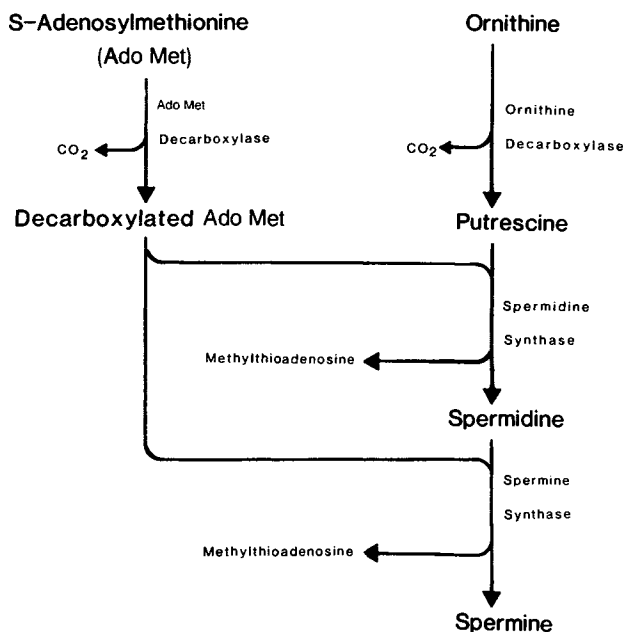 S-Adenosylmethionine
(Ado Met)
Ornithine
Ado Met
Decarboxylase
CO2
Ornithine
Decarboxylase
CO2
Decarboxylated Ado Met
Putrescine
Spermidine
Synthase
Methylthioadenosine
Spermidine
Spermine
Synthase
Methylthioadenosine
Spermine